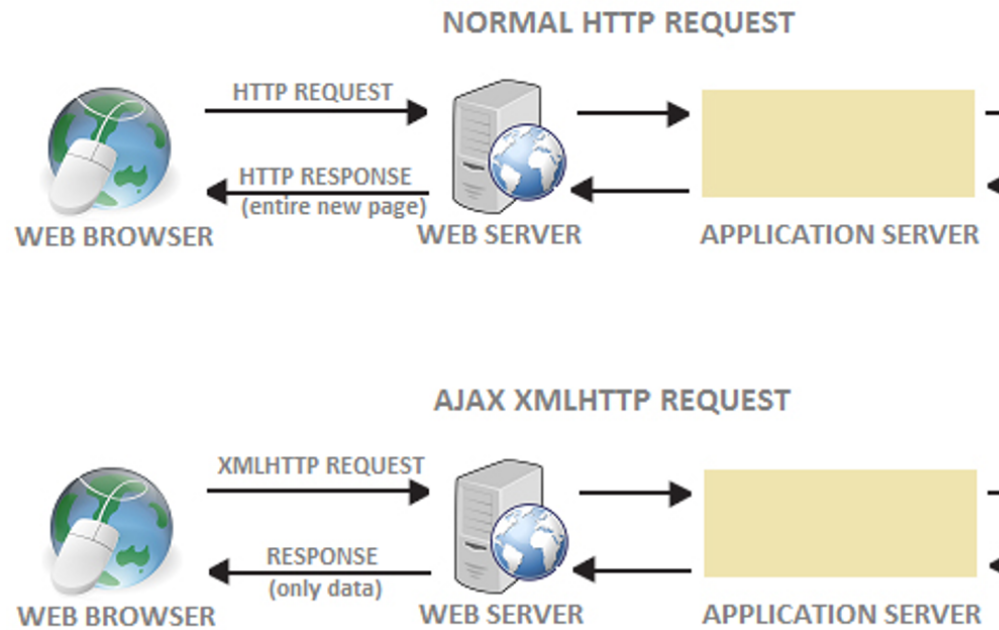 NORMAL HTTP REQUEST
HTTP REQUEST
HTTP RESPONSE
(entire new page)
WEB BROWSER
WEB SERVER
APPLICATION SERVER
AJAX XMLHTTP REQUEST
XMLHTTP REQUEST
RESPONSE
(only data)
WEB BROWSER
WEB SERVER
APPLICATION SERVER